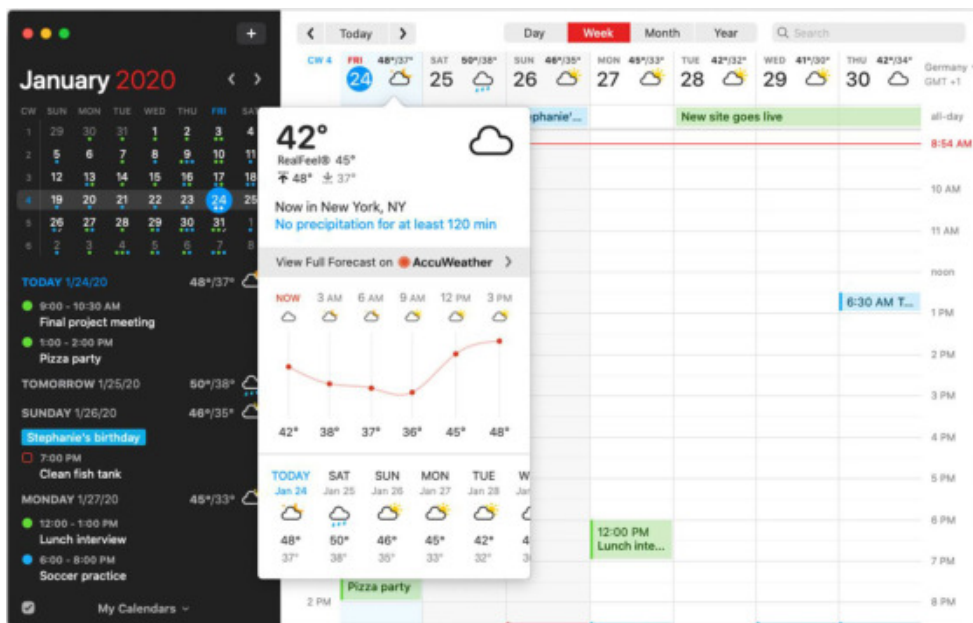 January 2020
CW SUN MON TUE WED THU FRI SAT
1 29 30 31 1 2 3 4
2 5 6 7 8 9 10 11
3 12 13 14 15 16 17 18
4 19 20 21 22 23 24 25
5 26 27 28 29 30 31 1
6 2 3 4 5 6 7 8
TODAY 1/24/20 48°/37°
9:00 - 10:30 AM
Final project meeting
1:00 - 2:00 PM
Pizza party
TOMORROW 1/25/20 50°/38°
SUNDAY 1/26/20 46°/35°
Stephanie's birthday
7:00 PM
Clean fish tank
MONDAY 1/27/20 45°/33°
12:00 - 1:00 PM
Lunch interview
6:00 - 8:00 PM
Soccer practice
My Calendars
Today
Day Week Month Year
Search
CW 4
FRI 48°/37°
24
SAT 50°/38°
25
SUN 46°/35°
26
MON 45°/33°
27
TUE 42°/32°
28
WED 41°/30°
29
THU 42°/34°
30
Germany
GMT +1
phanie'...
New site goes live
all-day
8:54 AM
10 AM
11 AM
noon
6:30 AM T...
1 PM
2 PM
3 PM
4 PM
5 PM
6 PM
12:00 PM
Lunch inte...
7 PM
8 PM
Pizza party
2 PM
42°
RealFeel® 45°
48° 37°
Now in New York, NY
No precipitation for at least 120 min
View Full Forecast on AccuWeather
NOW 3 AM 6 AM 9 AM 12 PM 3 PM
42° 38° 37° 36° 45° 48°
TODAY SAT SUN MON TUE W
Jan 24 Jan 25 Jan 26 Jan 27 Jan 28 Jan
48° 50° 46° 45° 42° 4
37° 38° 35° 33° 32° 3